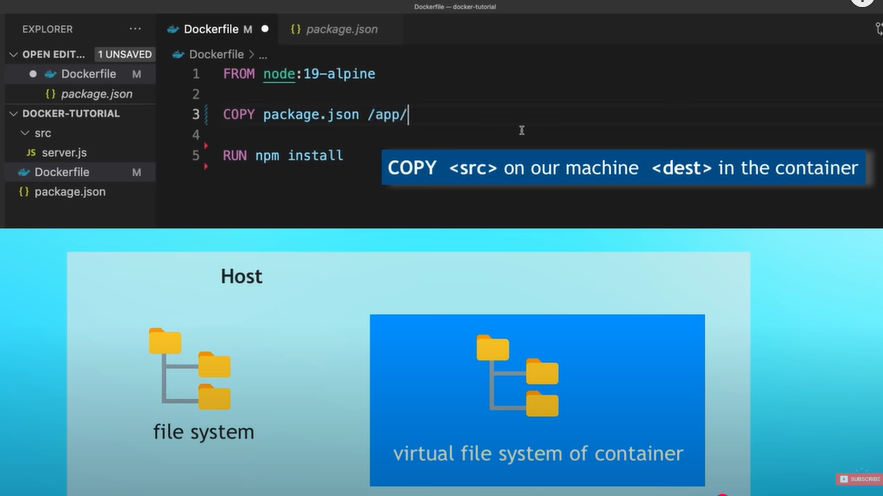 Dockerfile — docker-tutorial
EXPLORER
Dockerfile M
package.json
OPEN EDIT... 1 UNSAVED
Dockerfile > ...
Dockerfile M
package.json
DOCKER-TUTORIAL
src
JS server.js
Dockerfile M
package.json
1 FROM node:19-alpine
2
3 COPY package.json /app/
4
5 RUN npm install
COPY <src> on our machine <dest> in the container
Host
file system
virtual file system of container
SUBSCRIBE